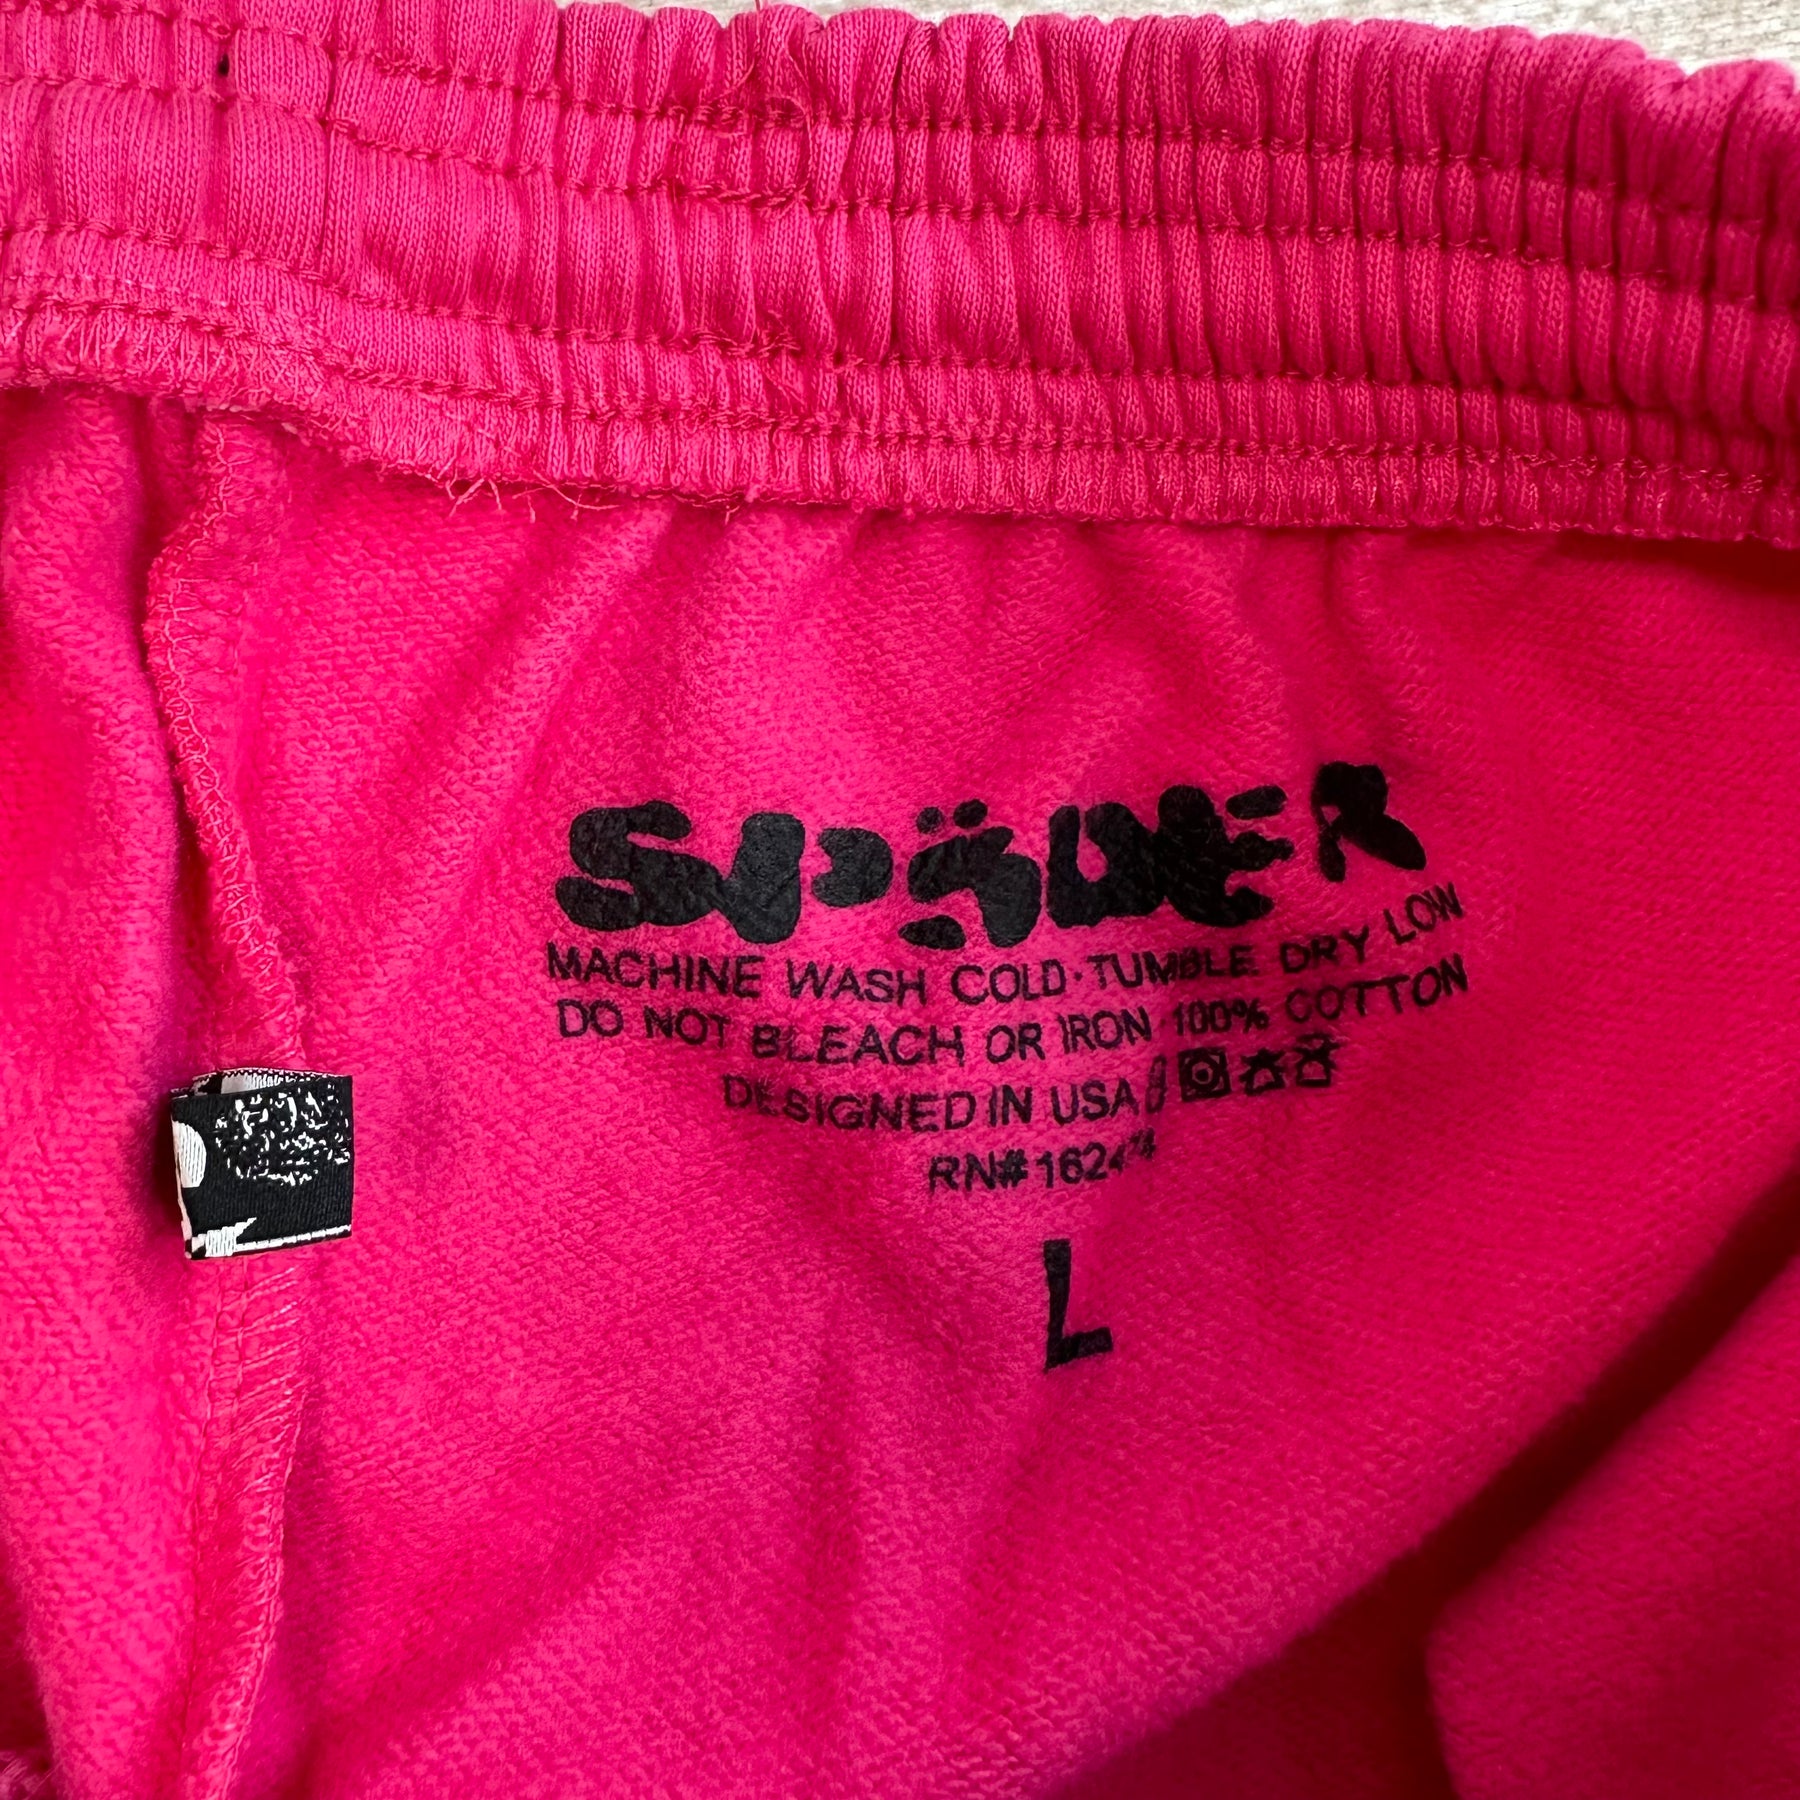 SP5DER
MACHINE WASH COLD·TUMBLE DRY LOW
DO NOT BLEACH OR IRON·100% COTTON
DESIGNED IN USA
L